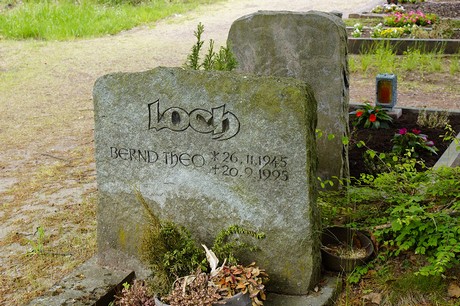 Loch
BERND THEO * 26.11.1945
+ 20.9.1995